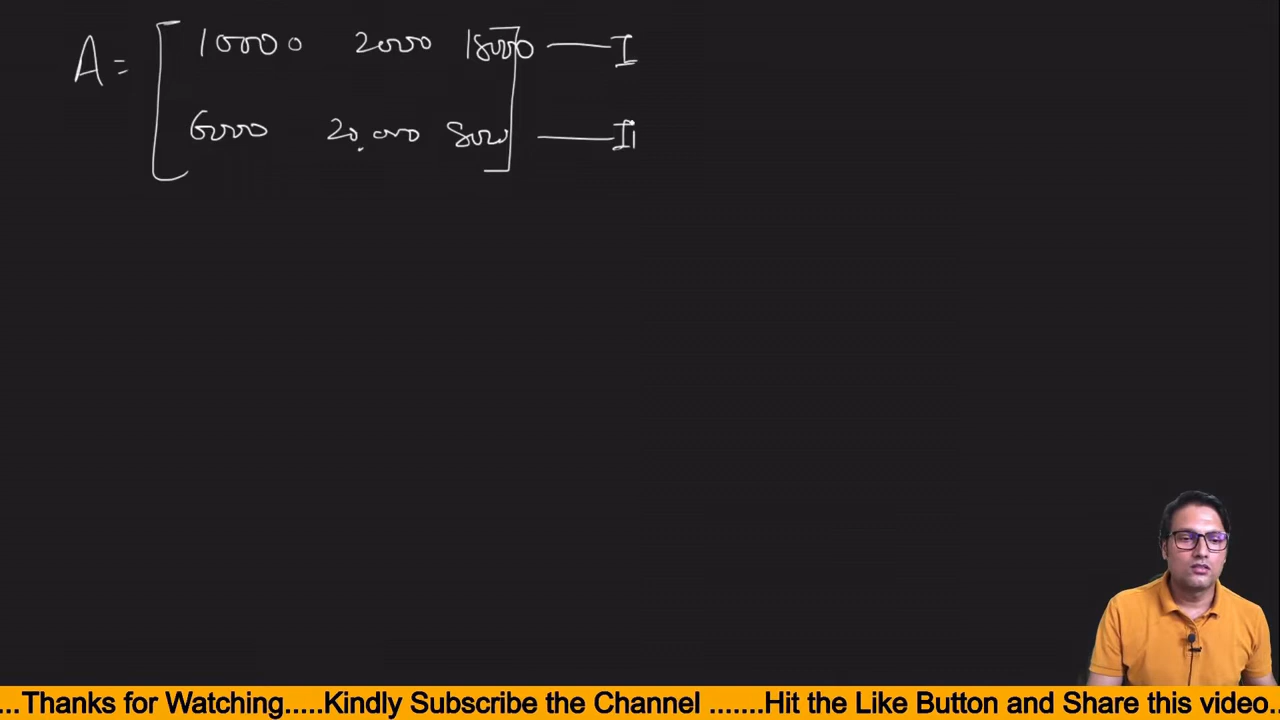 A = [ 10000 2000 18000 ] — I
6000 20,000 8000 — II
...Thanks for Watching.....Kindly Subscribe the Channel .......Hit the Like Button and Share this video..